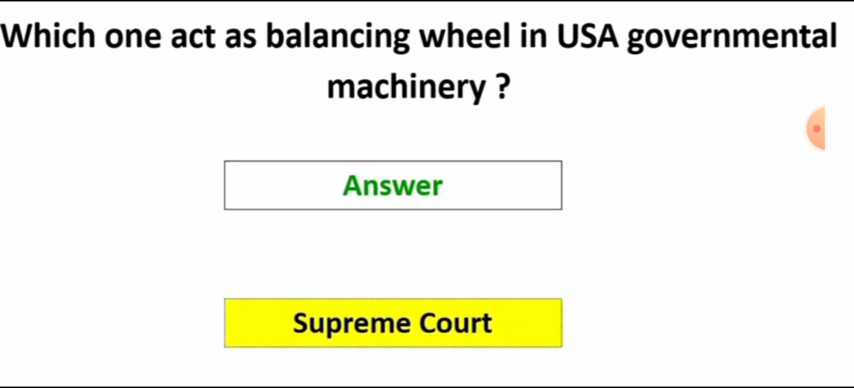 Which one act as balancing wheel in USA governmental
machinery ?
Answer
Supreme Court